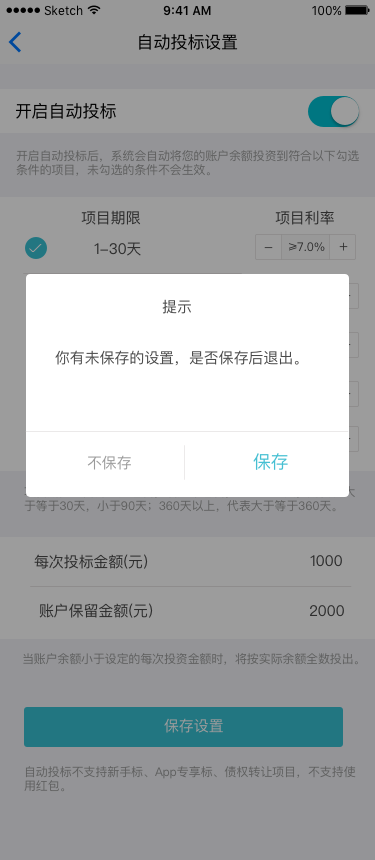 Sketch 9:41 AM 100%
自动投标设置
开启自动投标
开启自动投标后，系统会自动将您的账户余额投资到符合以下勾选
条件的项目，未勾选的条件不会生效。
项目期限 项目利率
1-30天 − ≥7.0% +
提示
你有未保存的设置，是否保存后退出。
不保存 保存
于等于30天，小于90天；360天以上，代表大于等于360天。
每次投标金额(元) 1000
账户保留金额(元) 2000
当账户余额小于设定的每次投资金额时，将按实际余额全数投出。
保存设置
自动投标不支持新手标、App专享标、债权转让项目，不支持使
用红包。